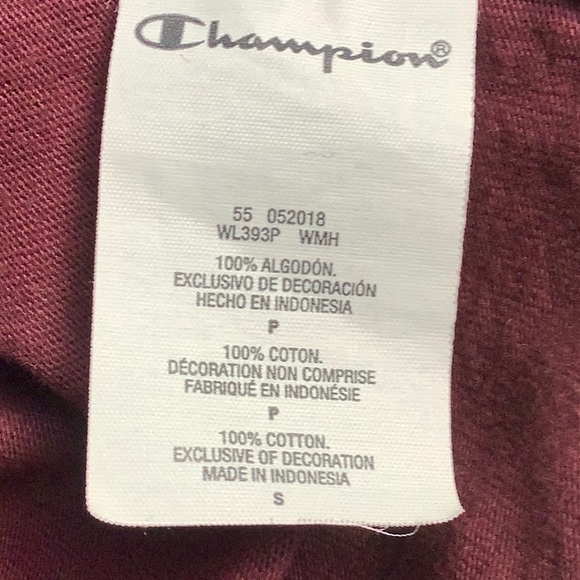 Champion®
55 052018
WL393P WMH
100% ALGODÓN.
EXCLUSIVO DE DECORACIÓN
HECHO EN INDONESIA
P
100% COTON.
DÉCORATION NON COMPRISE
FABRIQUÉ EN INDONÉSIE
P
100% COTTON.
EXCLUSIVE OF DECORATION
MADE IN INDONESIA
S